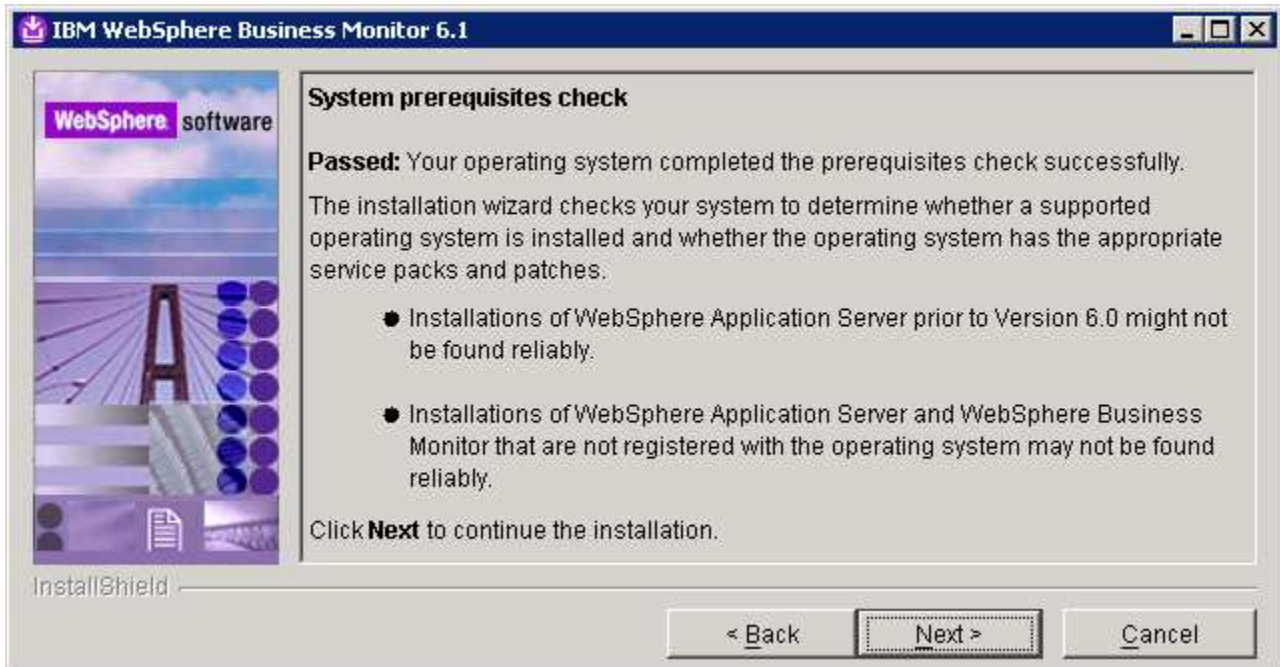 IBM WebSphere Business Monitor 6.1
WebSphere software
System prerequisites check
Passed: Your operating system completed the prerequisites check successfully.
The installation wizard checks your system to determine whether a supported
operating system is installed and whether the operating system has the appropriate
service packs and patches.
● Installations of WebSphere Application Server prior to Version 6.0 might not
be found reliably.
● Installations of WebSphere Application Server and WebSphere Business
Monitor that are not registered with the operating system may not be found
reliably.
Click Next to continue the installation.
InstallShield
< Back Next > Cancel